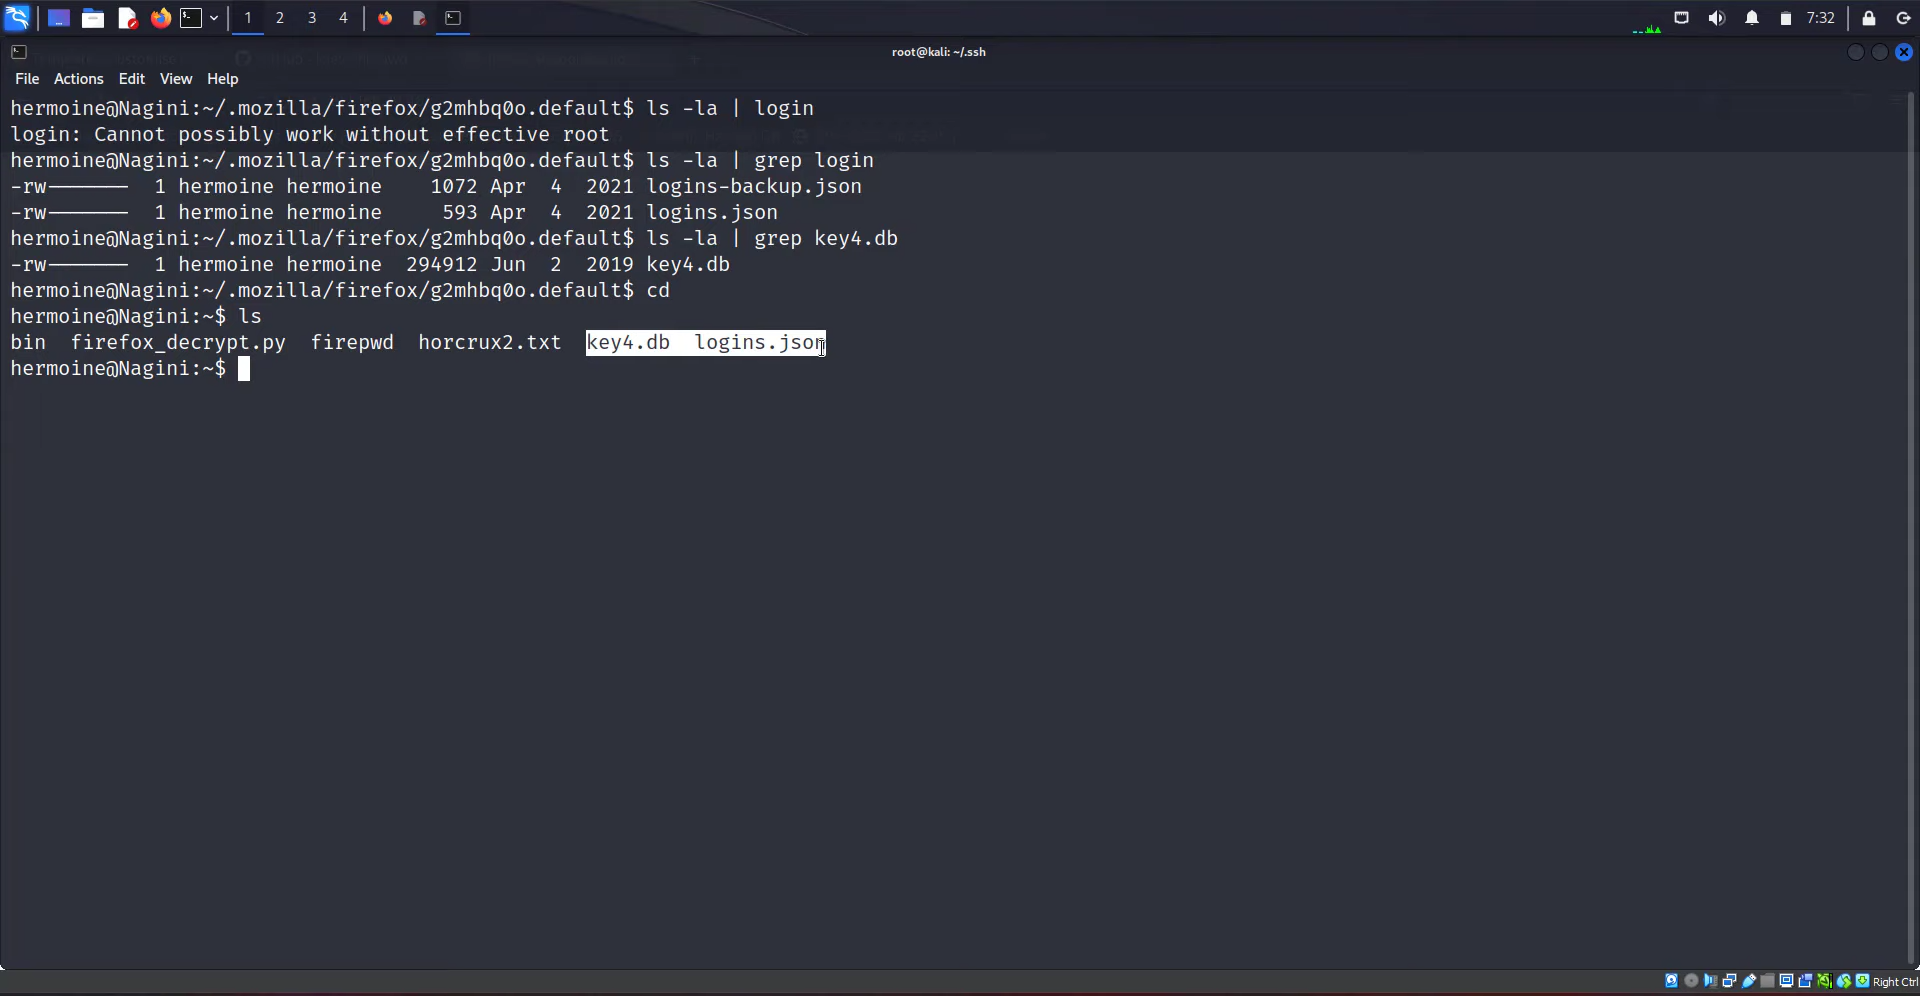 1 2 3 4 7:32
root@kali: ~/.ssh
File Actions Edit View Help
hermoine@Nagini:~/.mozilla/firefox/g2mhbq0o.default$ ls -la | login
login: Cannot possibly work without effective root
hermoine@Nagini:~/.mozilla/firefox/g2mhbq0o.default$ ls -la | grep login
-rw------- 1 hermoine hermoine 1072 Apr 4 2021 logins-backup.json
-rw------- 1 hermoine hermoine 593 Apr 4 2021 logins.json
hermoine@Nagini:~/.mozilla/firefox/g2mhbq0o.default$ ls -la | grep key4.db
-rw------- 1 hermoine hermoine 294912 Jun 2 2019 key4.db
hermoine@Nagini:~/.mozilla/firefox/g2mhbq0o.default$ cd
hermoine@Nagini:~$ ls
bin firefox_decrypt.py firepwd horcrux2.txt key4.db logins.json
hermoine@Nagini:~$
Right Ctrl